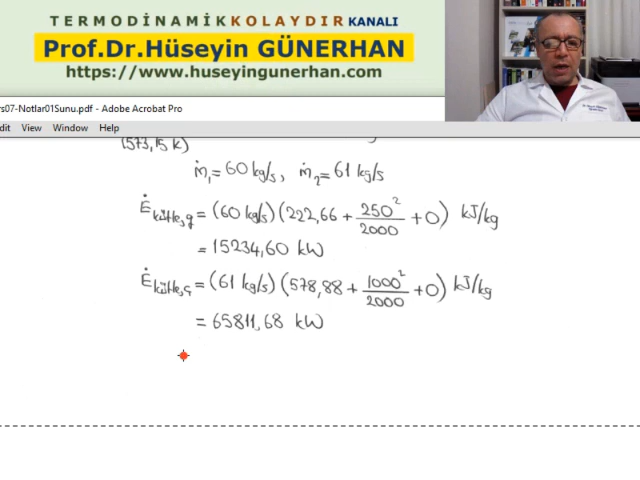 TERMODİNAMİKKOLAYDIR KANALI
Prof.Dr.Hüseyin GÜNERHAN
https://www.huseyingunerhan.com
rs07-Notlar01Sunu.pdf - Adobe Acrobat Pro
dit View Window Help
(573,15 K)
ṁ₁ = 60 kg/s, ṁ₂ = 61 kg/s
Ė kütle,g = (60 kg/s) (222,66 + 250²/2000 + 0) kJ/kg
= 15234,60 kW
Ė kütle,ç = (61 kg/s) (578,88 + 1000²/2000 + 0) kJ/kg
= 65811,68 kW